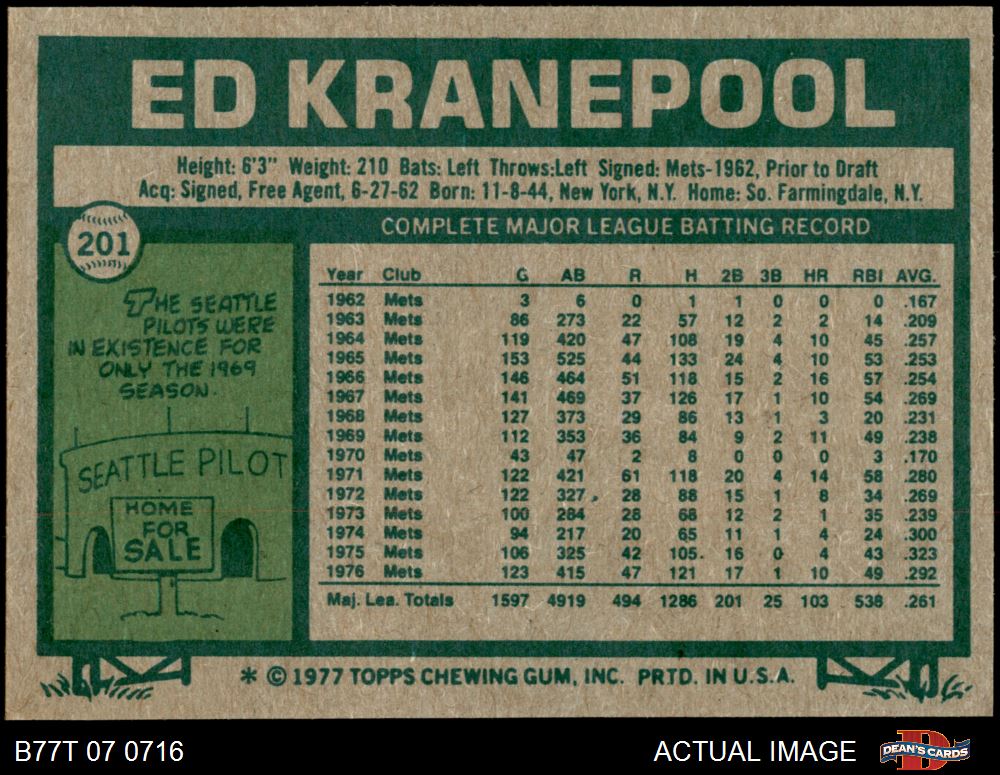 ED KRANEPOOL
Height: 6'3" Weight: 210 Bats: Left Throws:Left Signed: Mets-1962, Prior to Draft
Acq: Signed, Free Agent, 6-27-62 Born: 11-8-44, New York, N.Y. Home: So. Farmingdale, N.Y.
201
THE SEATTLE
PILOTS WERE
IN EXISTENCE FOR
ONLY THE 1969
SEASON.
SEATTLE PILOT
HOME
FOR
SALE
COMPLETE MAJOR LEAGUE BATTING RECORD
Year Club G AB R H 2B 3B HR RBI AVG.
1962 Mets 3 6 0 1 1 0 0 0 .167
1963 Mets 86 273 22 57 12 2 2 14 .209
1964 Mets 119 420 47 108 19 4 10 45 .257
1965 Mets 153 525 44 133 24 4 10 53 .253
1966 Mets 146 464 51 118 15 2 16 57 .254
1967 Mets 141 469 37 126 17 1 10 54 .269
1968 Mets 127 373 29 86 13 1 3 20 .231
1969 Mets 112 353 36 84 9 2 11 49 .238
1970 Mets 43 47 2 8 0 0 0 3 .170
1971 Mets 122 421 61 118 20 4 14 58 .280
1972 Mets 122 327 28 88 15 1 8 34 .269
1973 Mets 100 284 28 68 12 2 1 35 .239
1974 Mets 94 217 20 65 11 1 4 24 .300
1975 Mets 106 325 42 105 16 0 4 43 .323
1976 Mets 123 415 47 121 17 1 10 49 .292
Maj. Lea. Totals 1597 4919 494 1286 201 25 103 538 .261
* © 1977 TOPPS CHEWING GUM, INC. PRTD. IN U.S.A.
B77T 07 0716 ACTUAL IMAGE DEAN'S CARDS